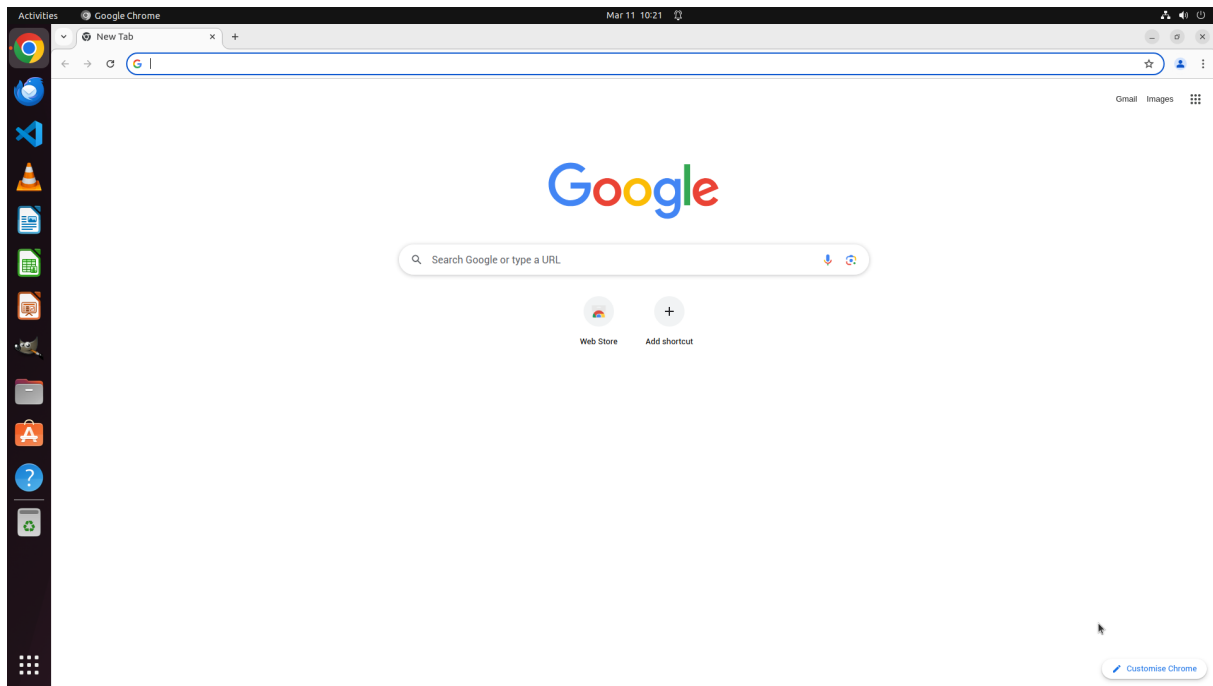 Activities Google Chrome Mar 11 10:21
New Tab
Gmail Images
Google
Search Google or type a URL
Web Store Add shortcut
Customise Chrome